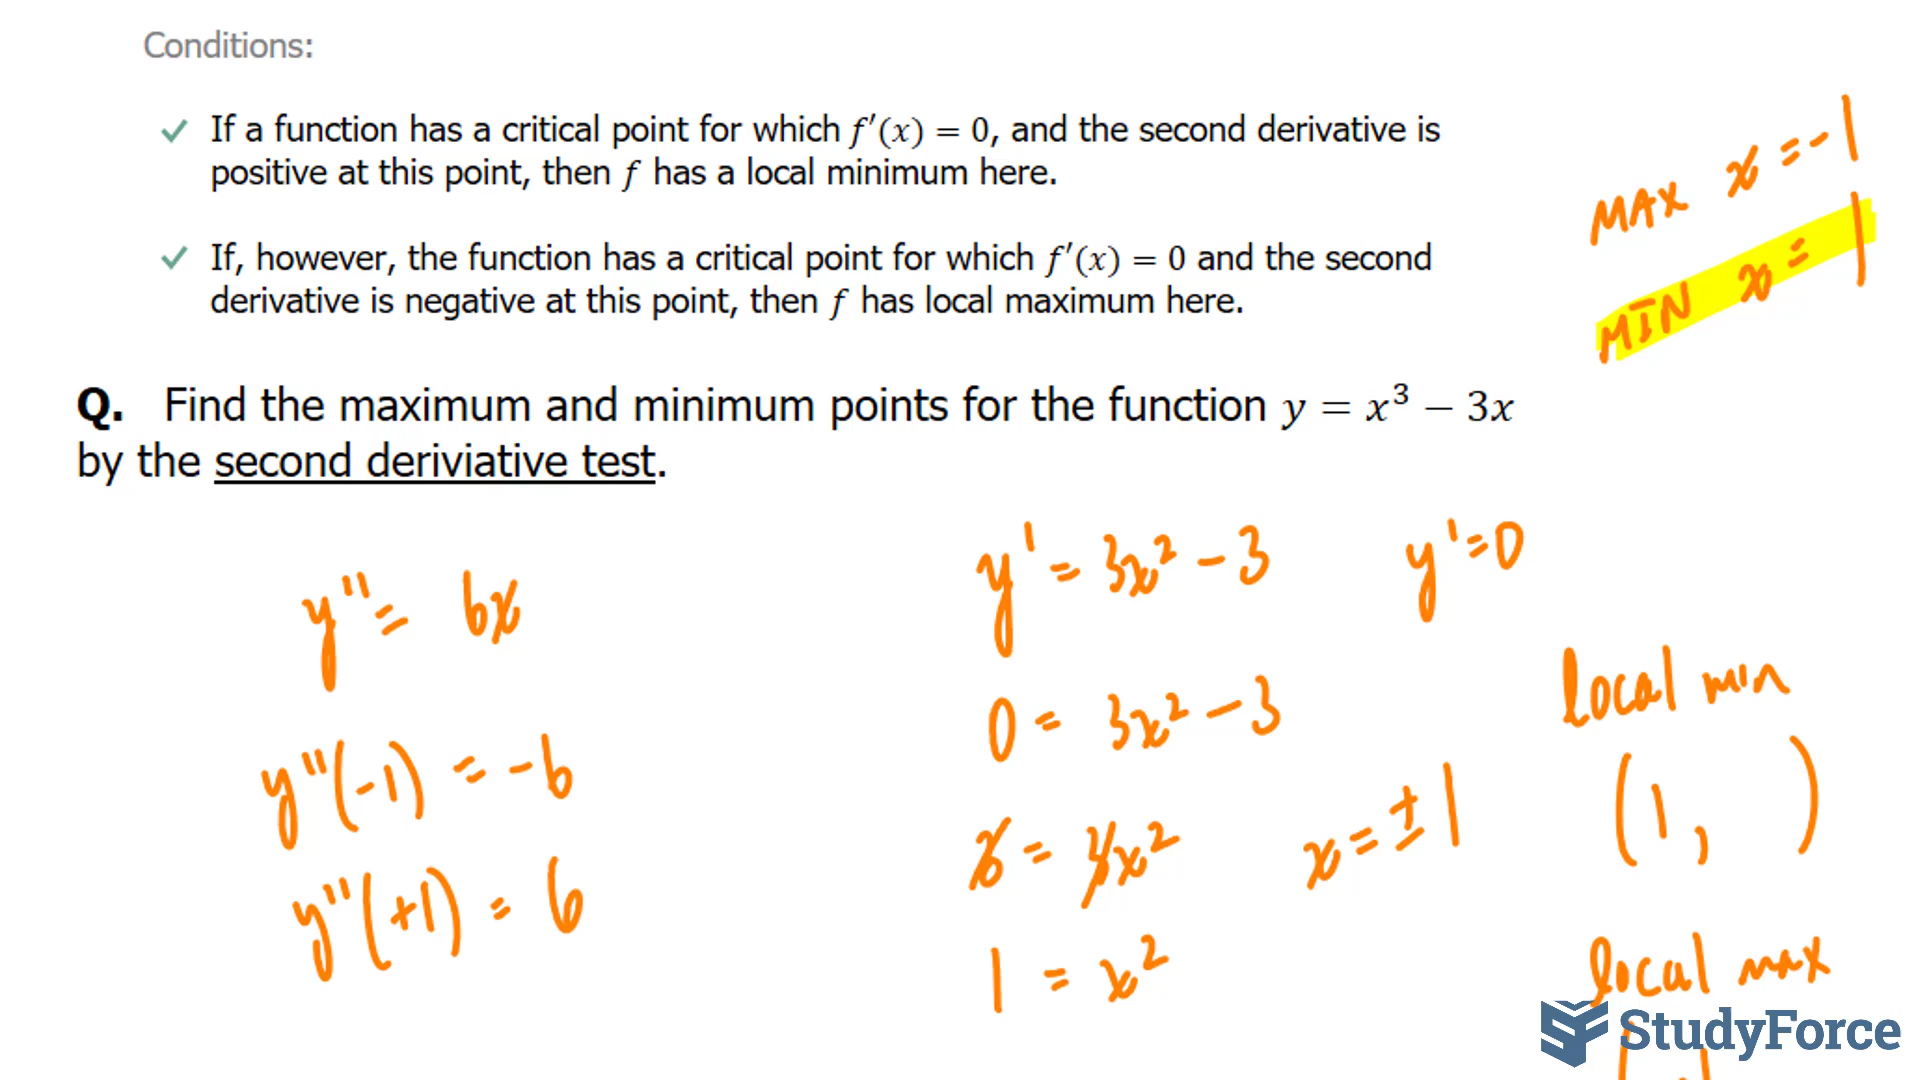 Conditions:
✓ If a function has a critical point for which f′(x) = 0, and the second derivative is
positive at this point, then f has a local minimum here.
✓ If, however, the function has a critical point for which f′(x) = 0 and the second
derivative is negative at this point, then f has local maximum here.
MAX x = -1
MIN x = 1
Q. Find the maximum and minimum points for the function y = x³ − 3x
by the second deriviative test.
y'' = 6x
y''(-1) = -6
y''(+1) = 6
y' = 3x² - 3
y' = 0
0 = 3x² - 3
3 = 3x²
x = ±1
1 = x²
local min
(1, )
local max
StudyForce